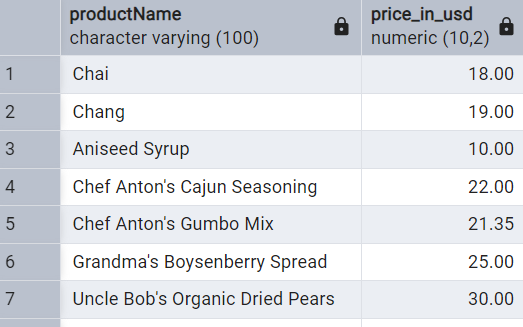 productName price_in_usd
character varying (100) numeric (10,2)
1 Chai 18.00
2 Chang 19.00
3 Aniseed Syrup 10.00
4 Chef Anton's Cajun Seasoning 22.00
5 Chef Anton's Gumbo Mix 21.35
6 Grandma's Boysenberry Spread 25.00
7 Uncle Bob's Organic Dried Pears 30.00